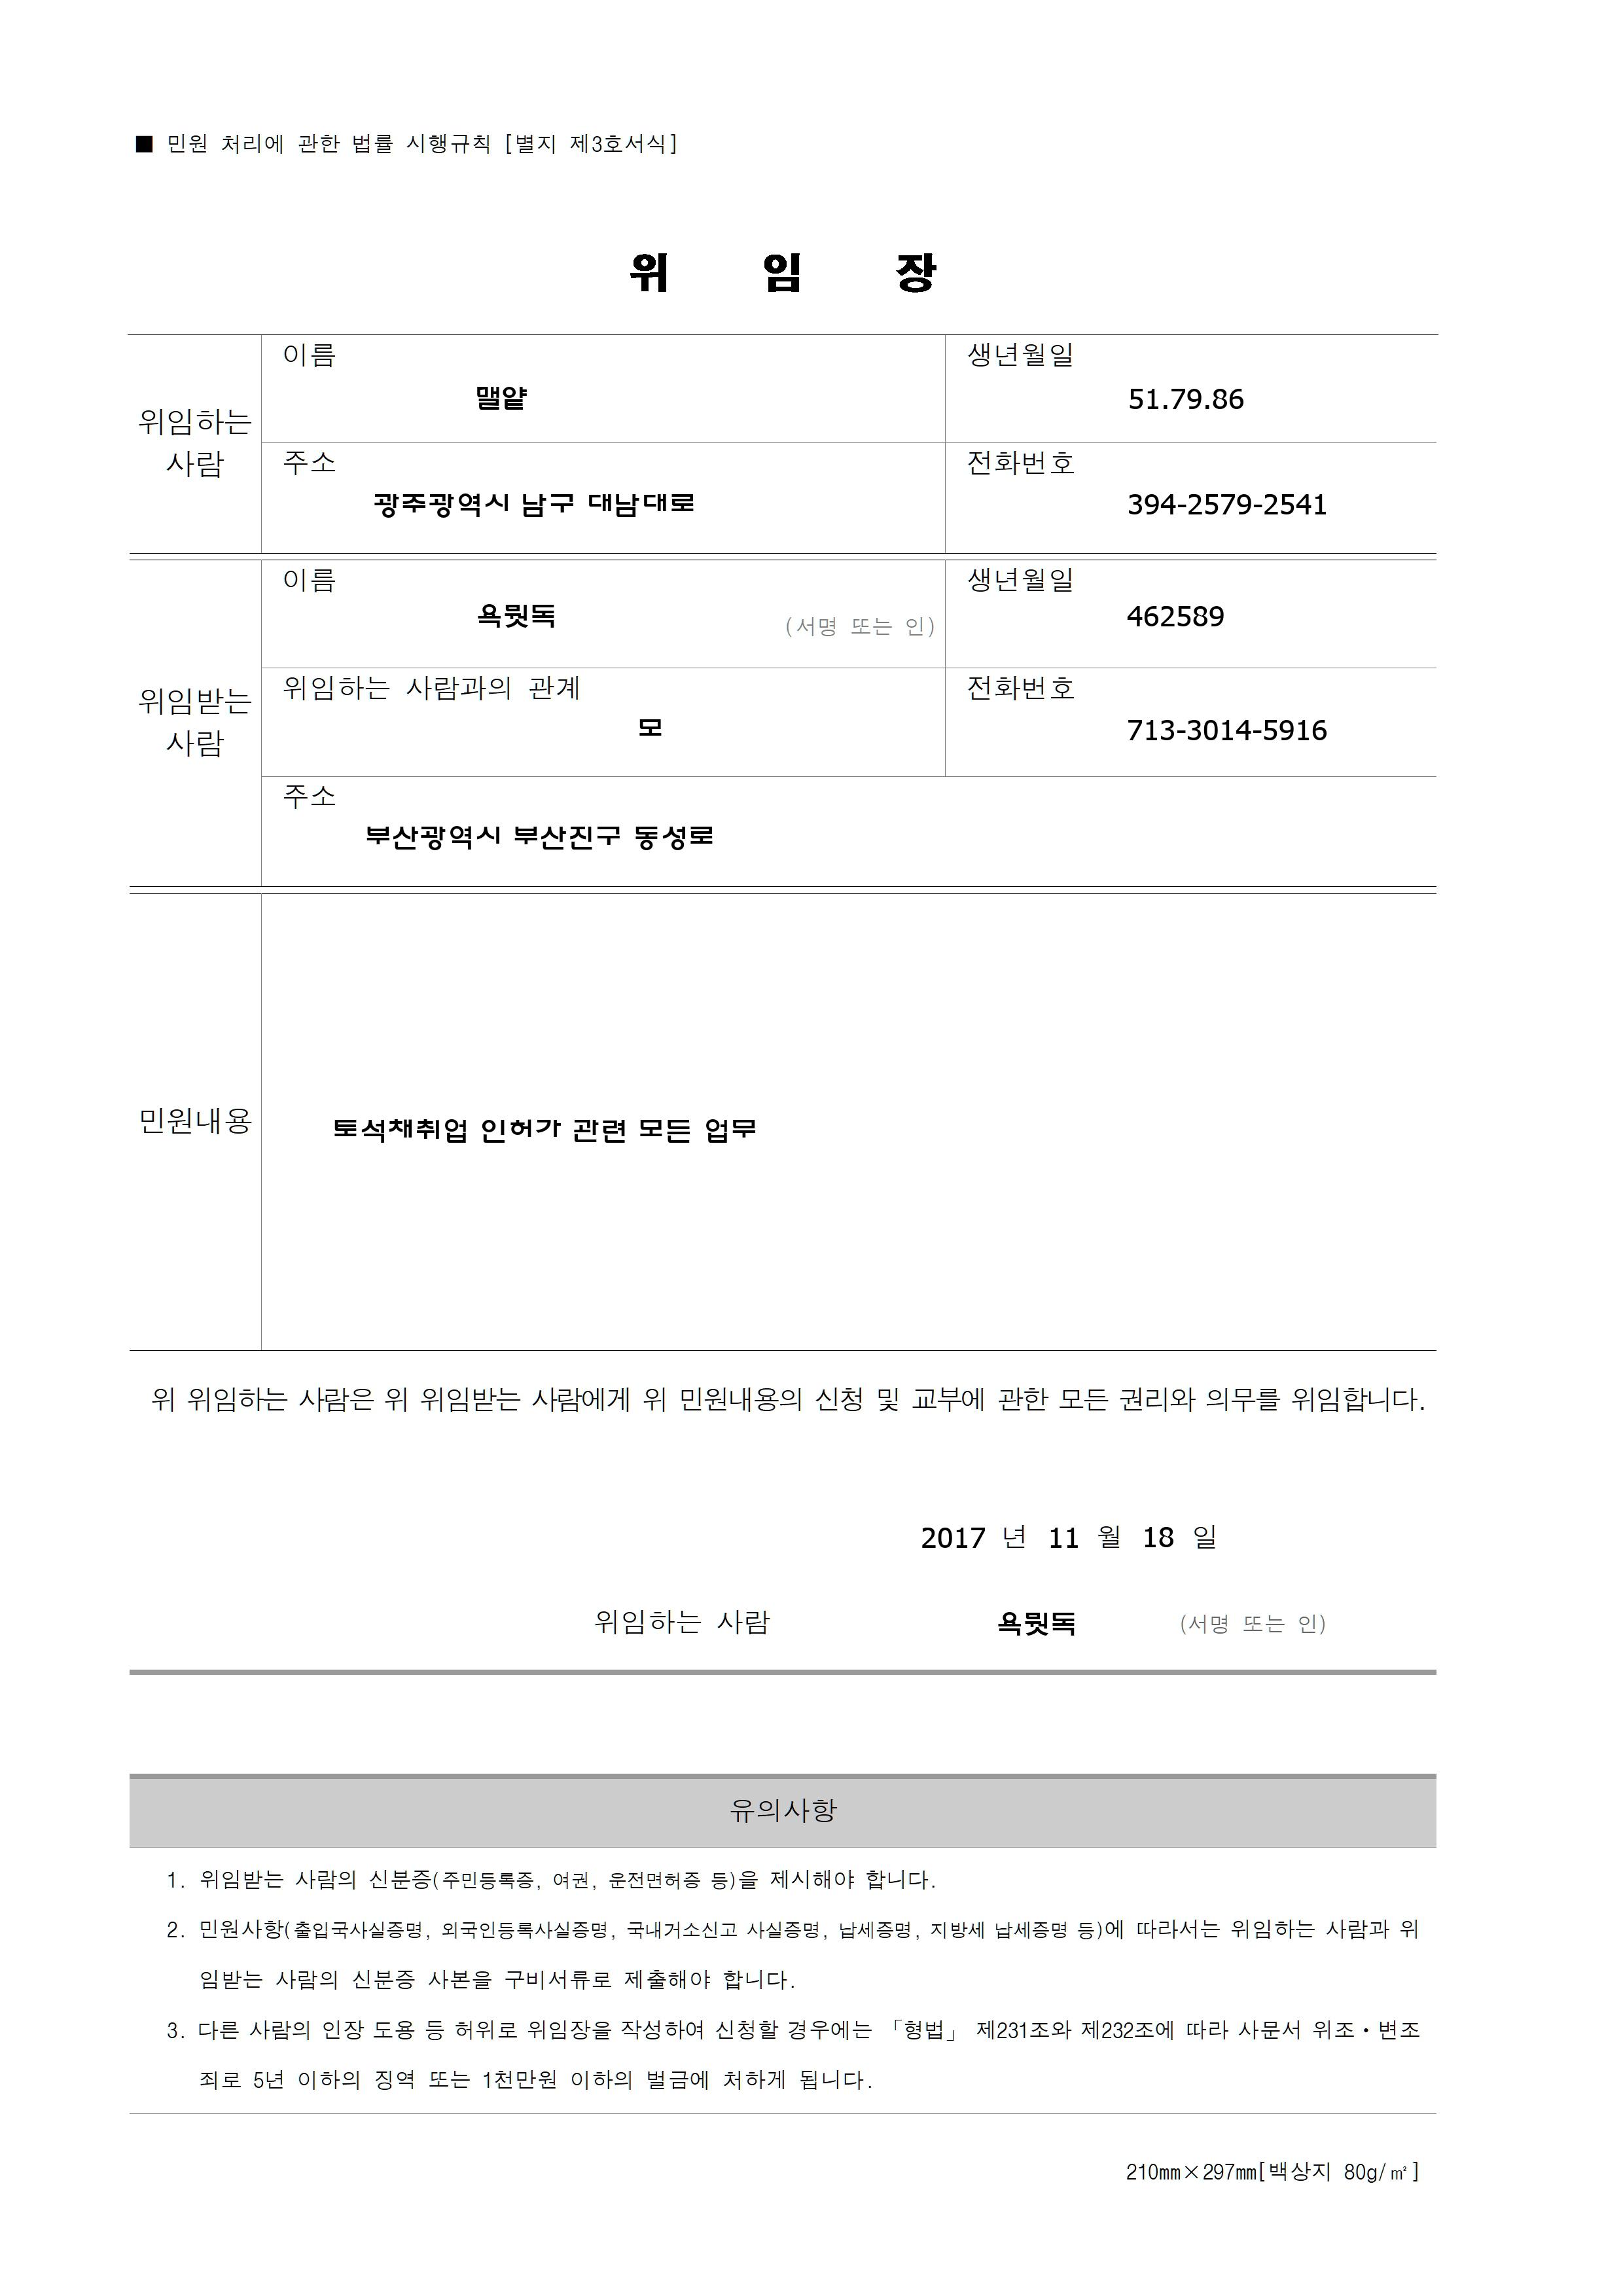 ■ 민원 처리에 관한 법률 시행규칙 [별지 제3호서식]
위 임 장
위임하는 사람
이름
맬얕
생년월일
51.79.86
주소
광주광역시 남구 대남대로
전화번호
394-2579-2541
위임받는 사람
이름
욕뭣독
(서명 또는 인)
생년월일
462589
위임하는 사람과의 관계
모
전화번호
713-3014-5916
주소
부산광역시 부산진구 동성로
민원내용
토석채취업 인허가 관련 모든 업무
위 위임하는 사람은 위 위임받는 사람에게 위 민원내용의 신청 및 교부에 관한 모든 권리와 의무를 위임합니다.
2017 년 11 월 18 일
위임하는 사람 욕뭣독 (서명 또는 인)
유의사항
1. 위임받는 사람의 신분증(주민등록증, 여권, 운전면허증 등)을 제시해야 합니다.
2. 민원사항(출입국사실증명, 외국인등록사실증명, 국내거소신고 사실증명, 납세증명, 지방세 납세증명 등)에 따라서는 위임하는 사람과 위
임받는 사람의 신분증 사본을 구비서류로 제출해야 합니다.
3. 다른 사람의 인장 도용 등 허위로 위임장을 작성하여 신청할 경우에는 「형법」 제231조와 제232조에 따라 사문서 위조·변조
죄로 5년 이하의 징역 또는 1천만원 이하의 벌금에 처하게 됩니다.
210㎜×297㎜[백상지 80g/㎡]